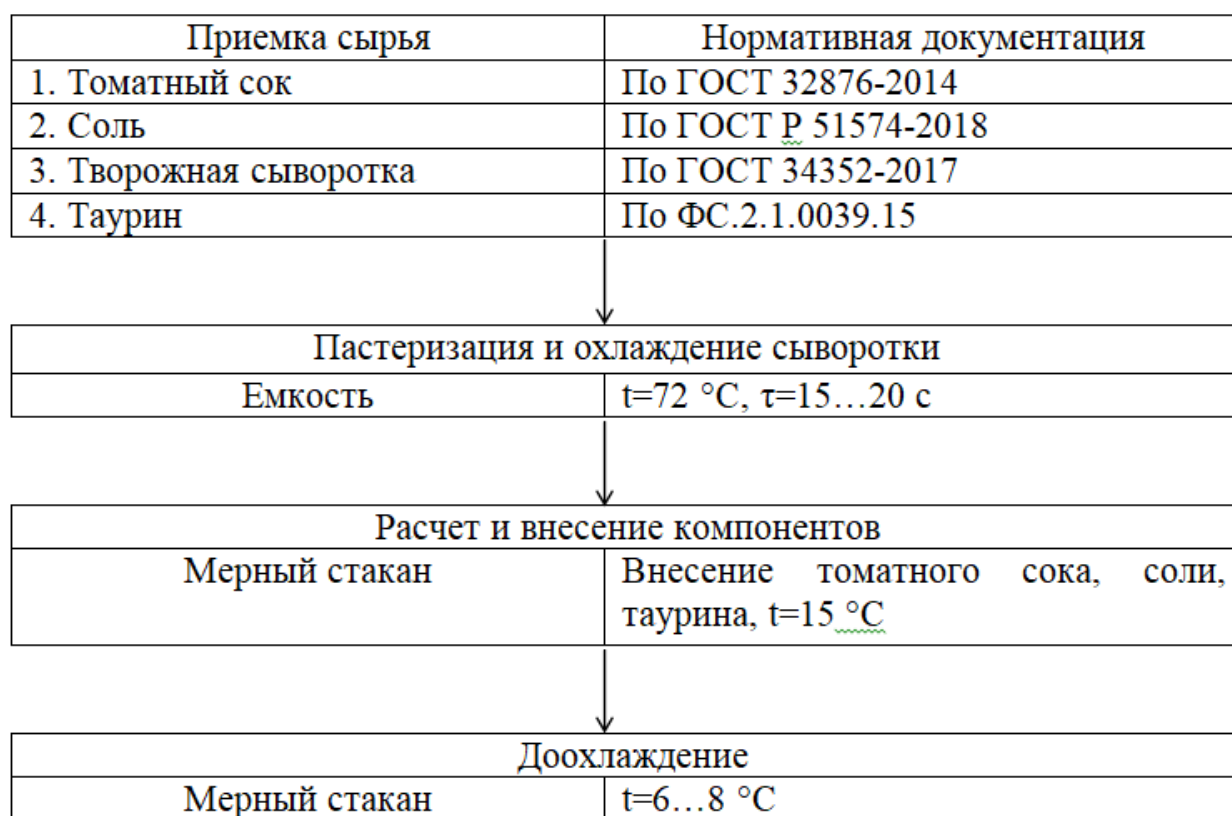 Приемка сырья Нормативная документация
1. Томатный сок По ГОСТ 32876-2014
2. Соль По ГОСТ Р 51574-2018
3. Творожная сыворотка По ГОСТ 34352-2017
4. Таурин По ФС.2.1.0039.15
Пастеризация и охлаждение сыворотки
Емкость t=72 °С, τ=15…20 с
Расчет и внесение компонентов
Мерный стакан Внесение томатного сока, соли,
таурина, t=15 °С
Доохлаждение
Мерный стакан t=6…8 °С